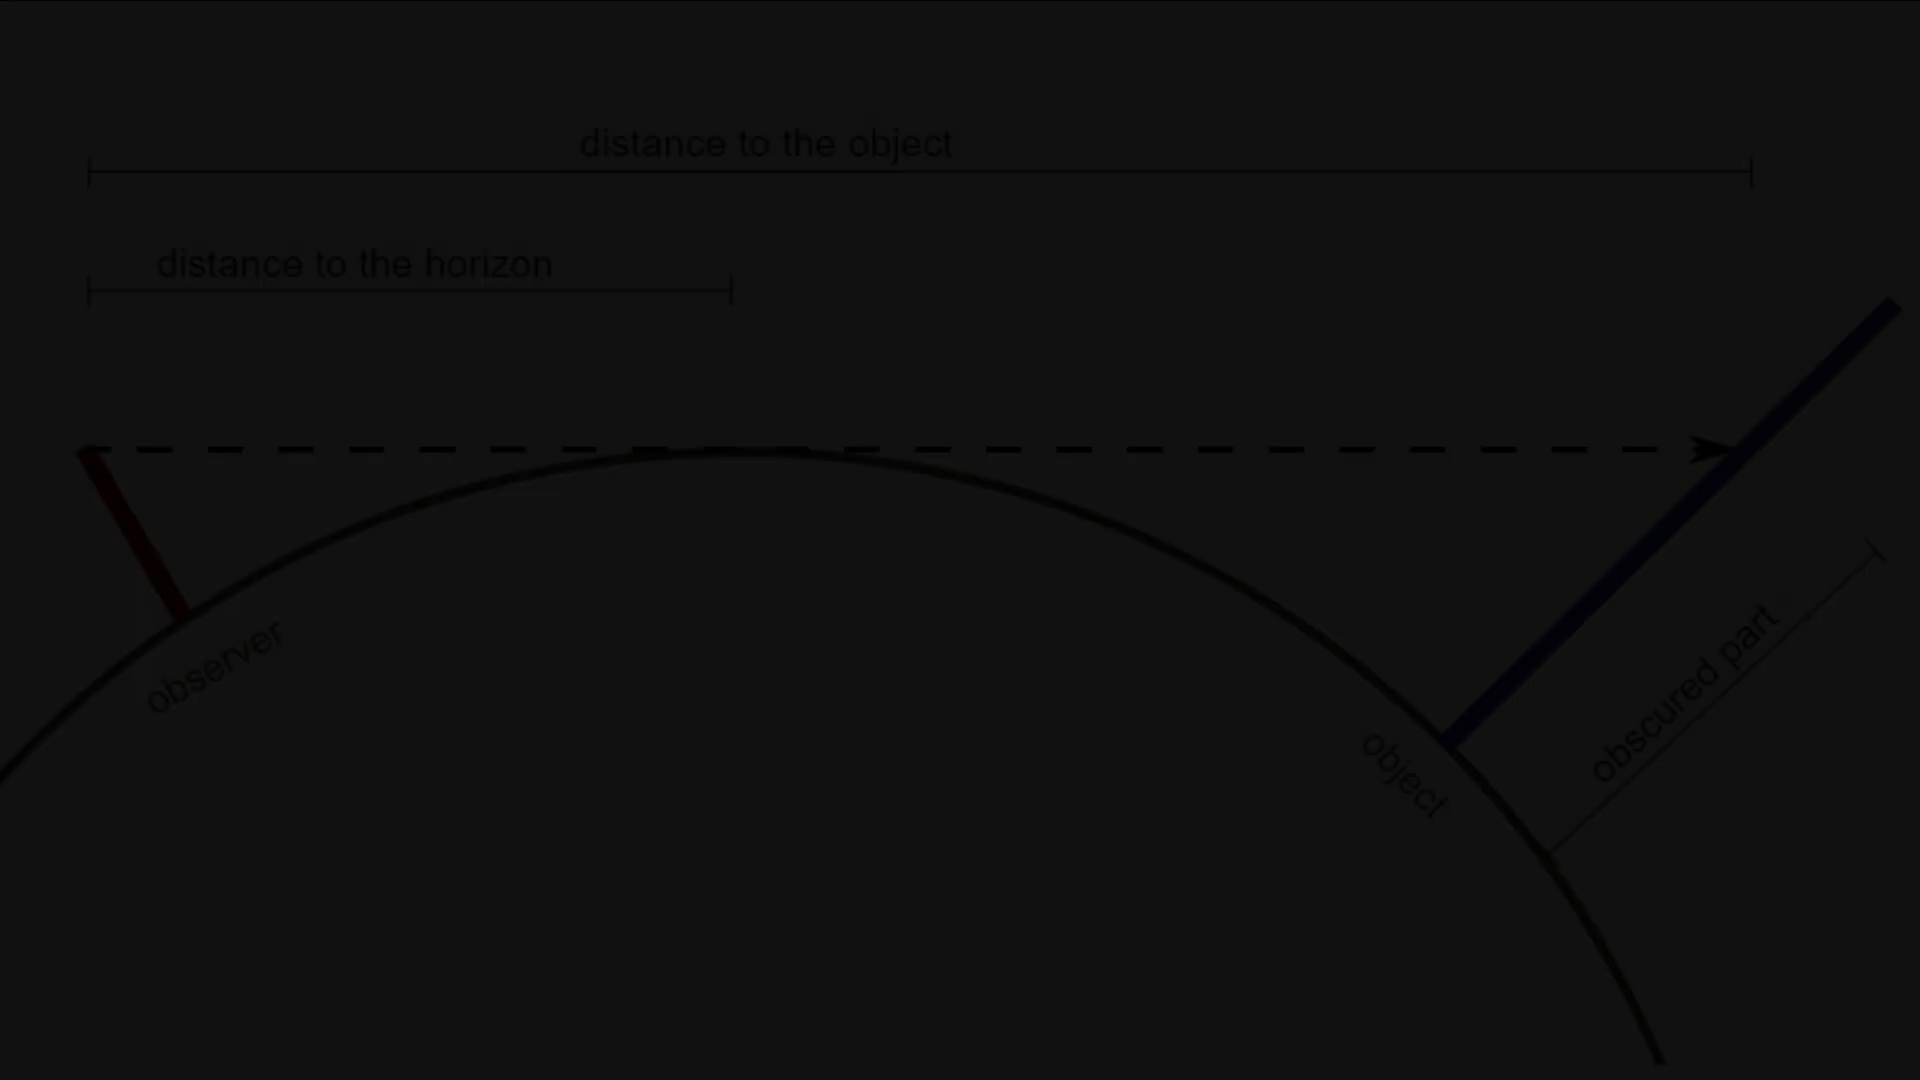 distance to the object
distance to the horizon
observer
object
obscured part